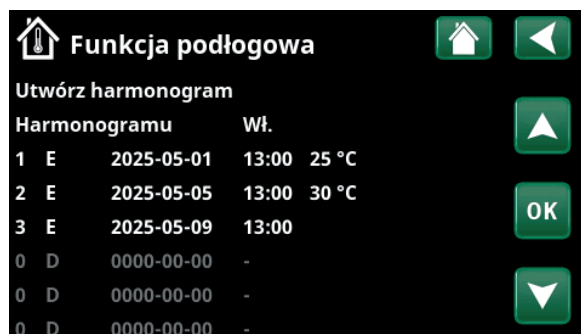 Funkcja podłogowa
Utwórz harmonogram
Harmonogramu Wł.
1 E 2025-05-01 13:00 25 °C
2 E 2025-05-05 13:00 30 °C
OK
3 E 2025-05-09 13:00
0 D 0000-00-00 -
0 D 0000-00-00 -
0 D 0000-00-00 -